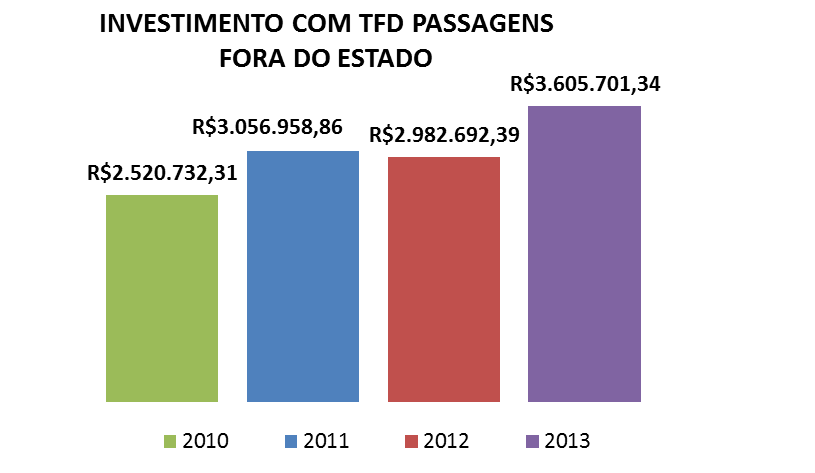 INVESTIMENTO COM TFD PASSAGENS
FORA DO ESTADO
R$2.520.732,31
R$3.056.958,86
R$2.982.692,39
R$3.605.701,34
2010
2011
2012
2013